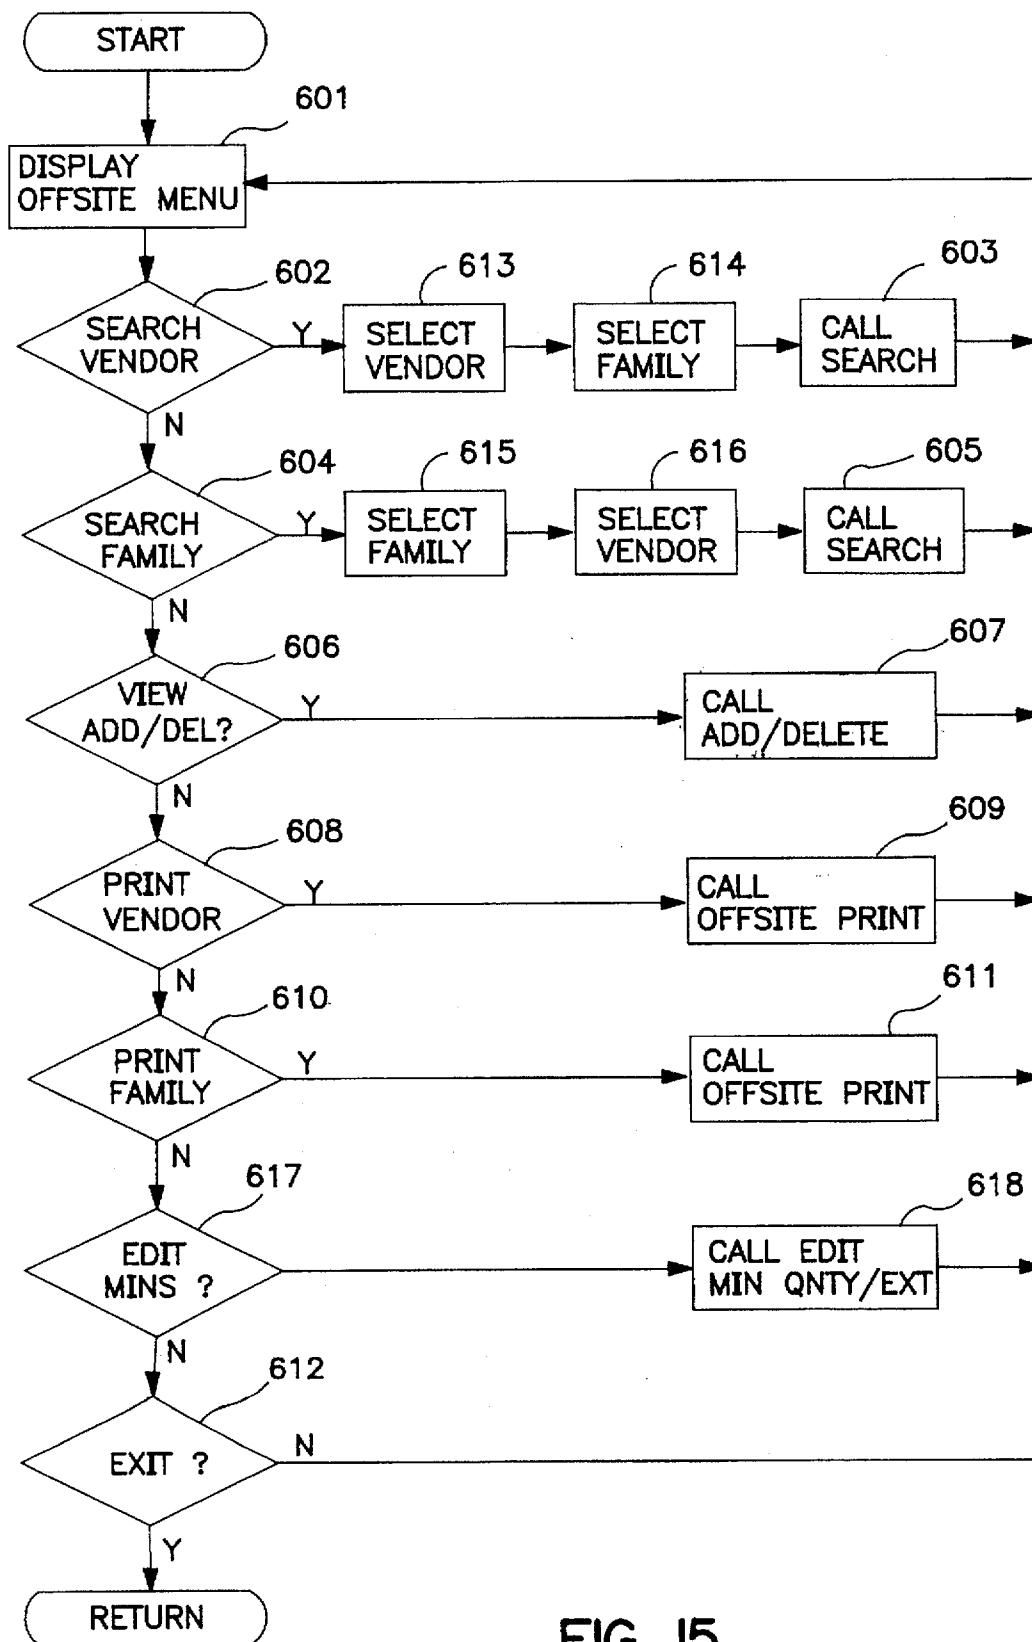 START
601
DISPLAY
OFFSITE MENU
602
SEARCH
VENDOR
Y
613
SELECT
VENDOR
614
SELECT
FAMILY
603
CALL
SEARCH
N
604
SEARCH
FAMILY
Y
615
SELECT
FAMILY
616
SELECT
VENDOR
605
CALL
SEARCH
N
606
VIEW
ADD/DEL?
Y
607
CALL
ADD/DELETE
N
608
PRINT
VENDOR
Y
609
CALL
OFFSITE PRINT
N
610
PRINT
FAMILY
Y
611
CALL
OFFSITE PRINT
N
617
EDIT
MINS ?
618
CALL EDIT
MIN QNTY/EXT
N
612
EXIT ?
N
Y
RETURN
FIG. 15